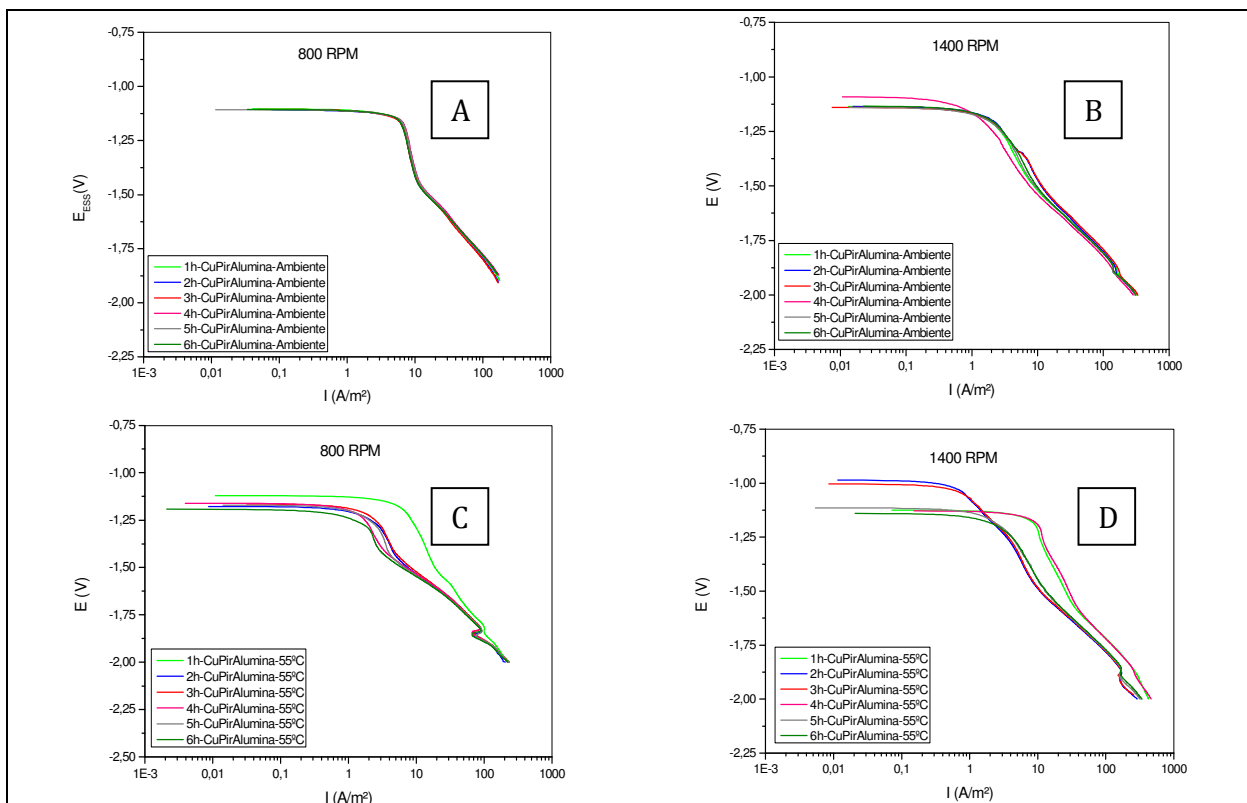 -0,75
800 RPM
A
-1,00
-1,25
-1,50
-1,75
-2,00
-2,25
E_ESS(V)
1h-CuPirAlumina-Ambiente
2h-CuPirAlumina-Ambiente
3h-CuPirAlumina-Ambiente
4h-CuPirAlumina-Ambiente
5h-CuPirAlumina-Ambiente
6h-CuPirAlumina-Ambiente
1E-3 0,01 0,1 1 10 100 1000
I (A/m²)
-0,75
1400 RPM
B
-1,00
-1,25
-1,50
-1,75
-2,00
-2,25
E (V)
1h-CuPirAlumina-Ambiente
2h-CuPirAlumina-Ambiente
3h-CuPirAlumina-Ambiente
4h-CuPirAlumina-Ambiente
5h-CuPirAlumina-Ambiente
6h-CuPirAlumina-Ambiente
1E-3 0,01 0,1 1 10 100 1000
I (A/m²)
-0,75
800 RPM
C
-1,00
-1,25
-1,50
-1,75
-2,00
-2,25
-2,50
E (V)
1h-CuPirAlumina-55ºC
2h-CuPirAlumina-55ºC
3h-CuPirAlumina-55ºC
4h-CuPirAlumina-55ºC
5h-CuPirAlumina-55ºC
6h-CuPirAlumina-55ºC
1E-3 0,01 0,1 1 10 100 1000
I (A/m²)
-0,75
1400 RPM
D
-1,00
-1,25
-1,50
-1,75
-2,00
-2,25
E (V)
1h-CuPirAlumina-55ºC
2h-CuPirAlumina-55ºC
3h-CuPirAlumina-55ºC
4h-CuPirAlumina-55ºC
5h-CuPirAlumina-55ºC
6h-CuPirAlumina-55ºC
1E-3 0,01 0,1 1 10 100 1000
I (A/m²)